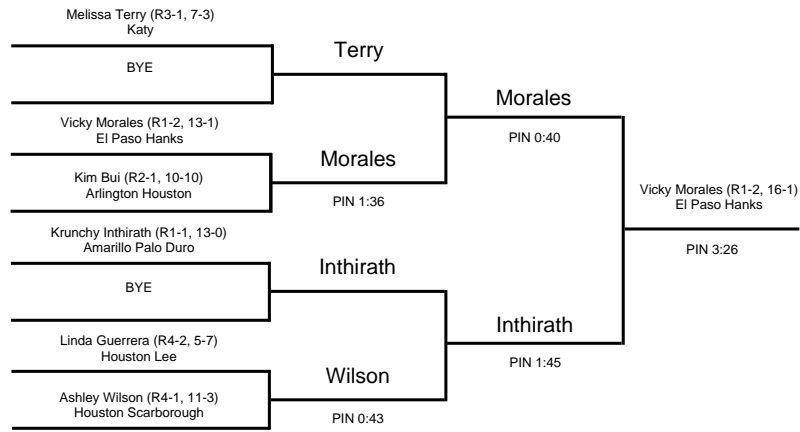 Melissa Terry (R3-1, 7-3)
Katy
BYE
Vicky Morales (R1-2, 13-1)
El Paso Hanks
Kim Bui (R2-1, 10-10)
Arlington Houston
Krunchy Inthirath (R1-1, 13-0)
Amarillo Palo Duro
BYE
Linda Guerrera (R4-2, 5-7)
Houston Lee
Ashley Wilson (R4-1, 11-3)
Houston Scarborough
Terry
Morales
PIN 1:36
Inthirath
Wilson
PIN 0:43
Morales
PIN 0:40
Inthirath
PIN 1:45
Vicky Morales (R1-2, 16-1)
El Paso Hanks
PIN 3:26